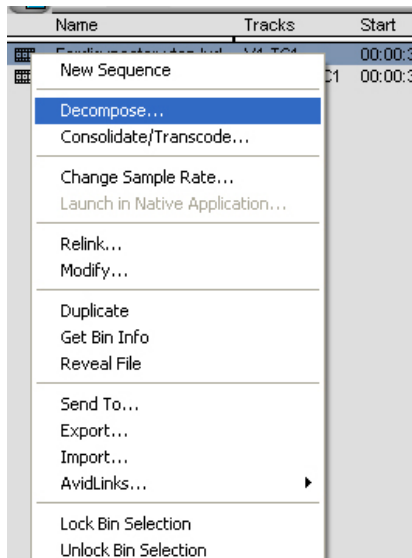 Name Tracks Start
V1 TC1 00:00:3
New Sequence
C1 00:00:3
Decompose...
Consolidate/Transcode...
Change Sample Rate...
Launch in Native Application...
Relink...
Modify...
Duplicate
Get Bin Info
Reveal File
Send To...
Export...
Import...
AvidLinks...
Lock Bin Selection
Unlock Bin Selection